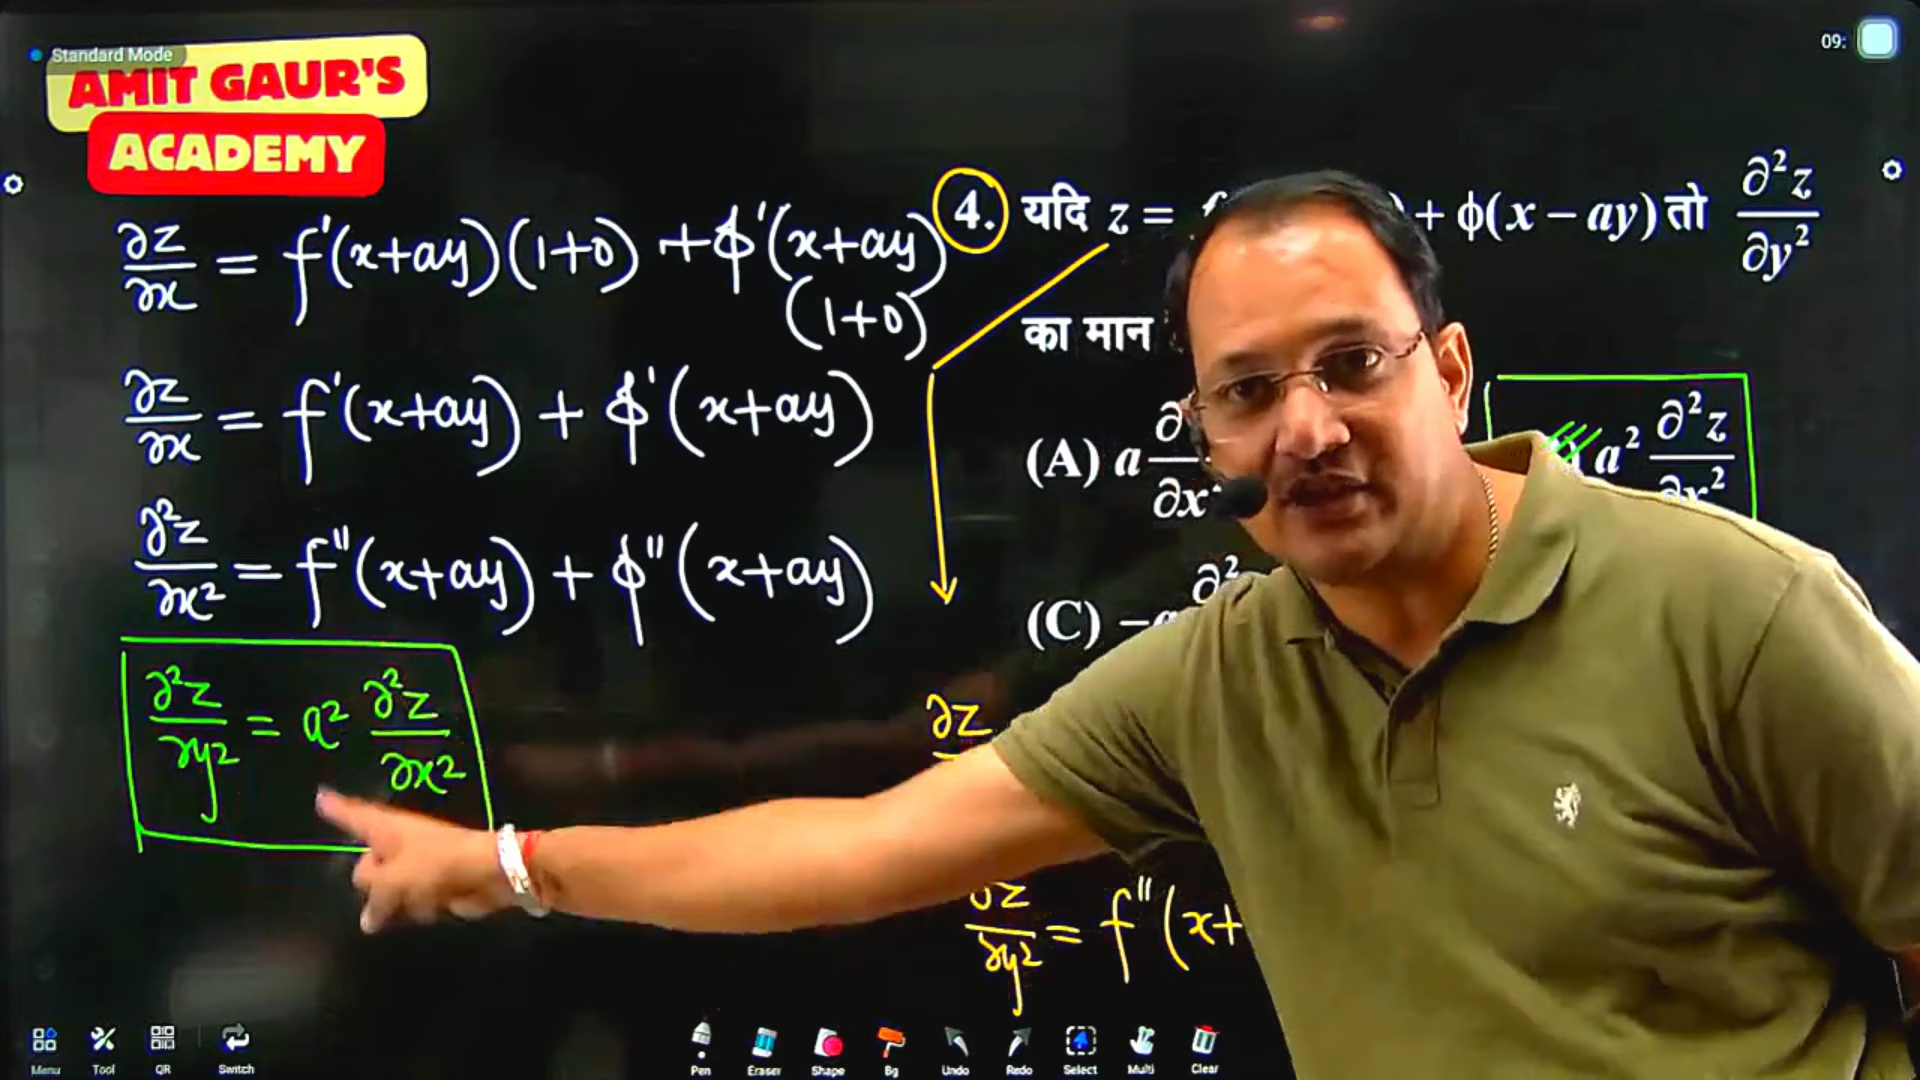 Standard Mode
09:
AMIT GAUR'S
ACADEMY
∂z/∂x = f'(x+ay)(1+0) + ϕ'(x+ay)
(1+0)
∂z/∂x = f'(x+ay) + ϕ'(x+ay)
∂²z/∂x² = f''(x+ay) + ϕ''(x+ay)
∂²z/∂y² = a² ∂²z/∂x²
4. यदि z = + ϕ(x – ay) तो ∂²z/∂y²
का मान
(A) a ∂/∂x
a² ∂²z/∂x²
(C) – ∂²
∂z
∂z/∂y² = f''(x+
Menu Tool QR Switch Pen Eraser Shape Bg Undo Redo Select Multi Clear